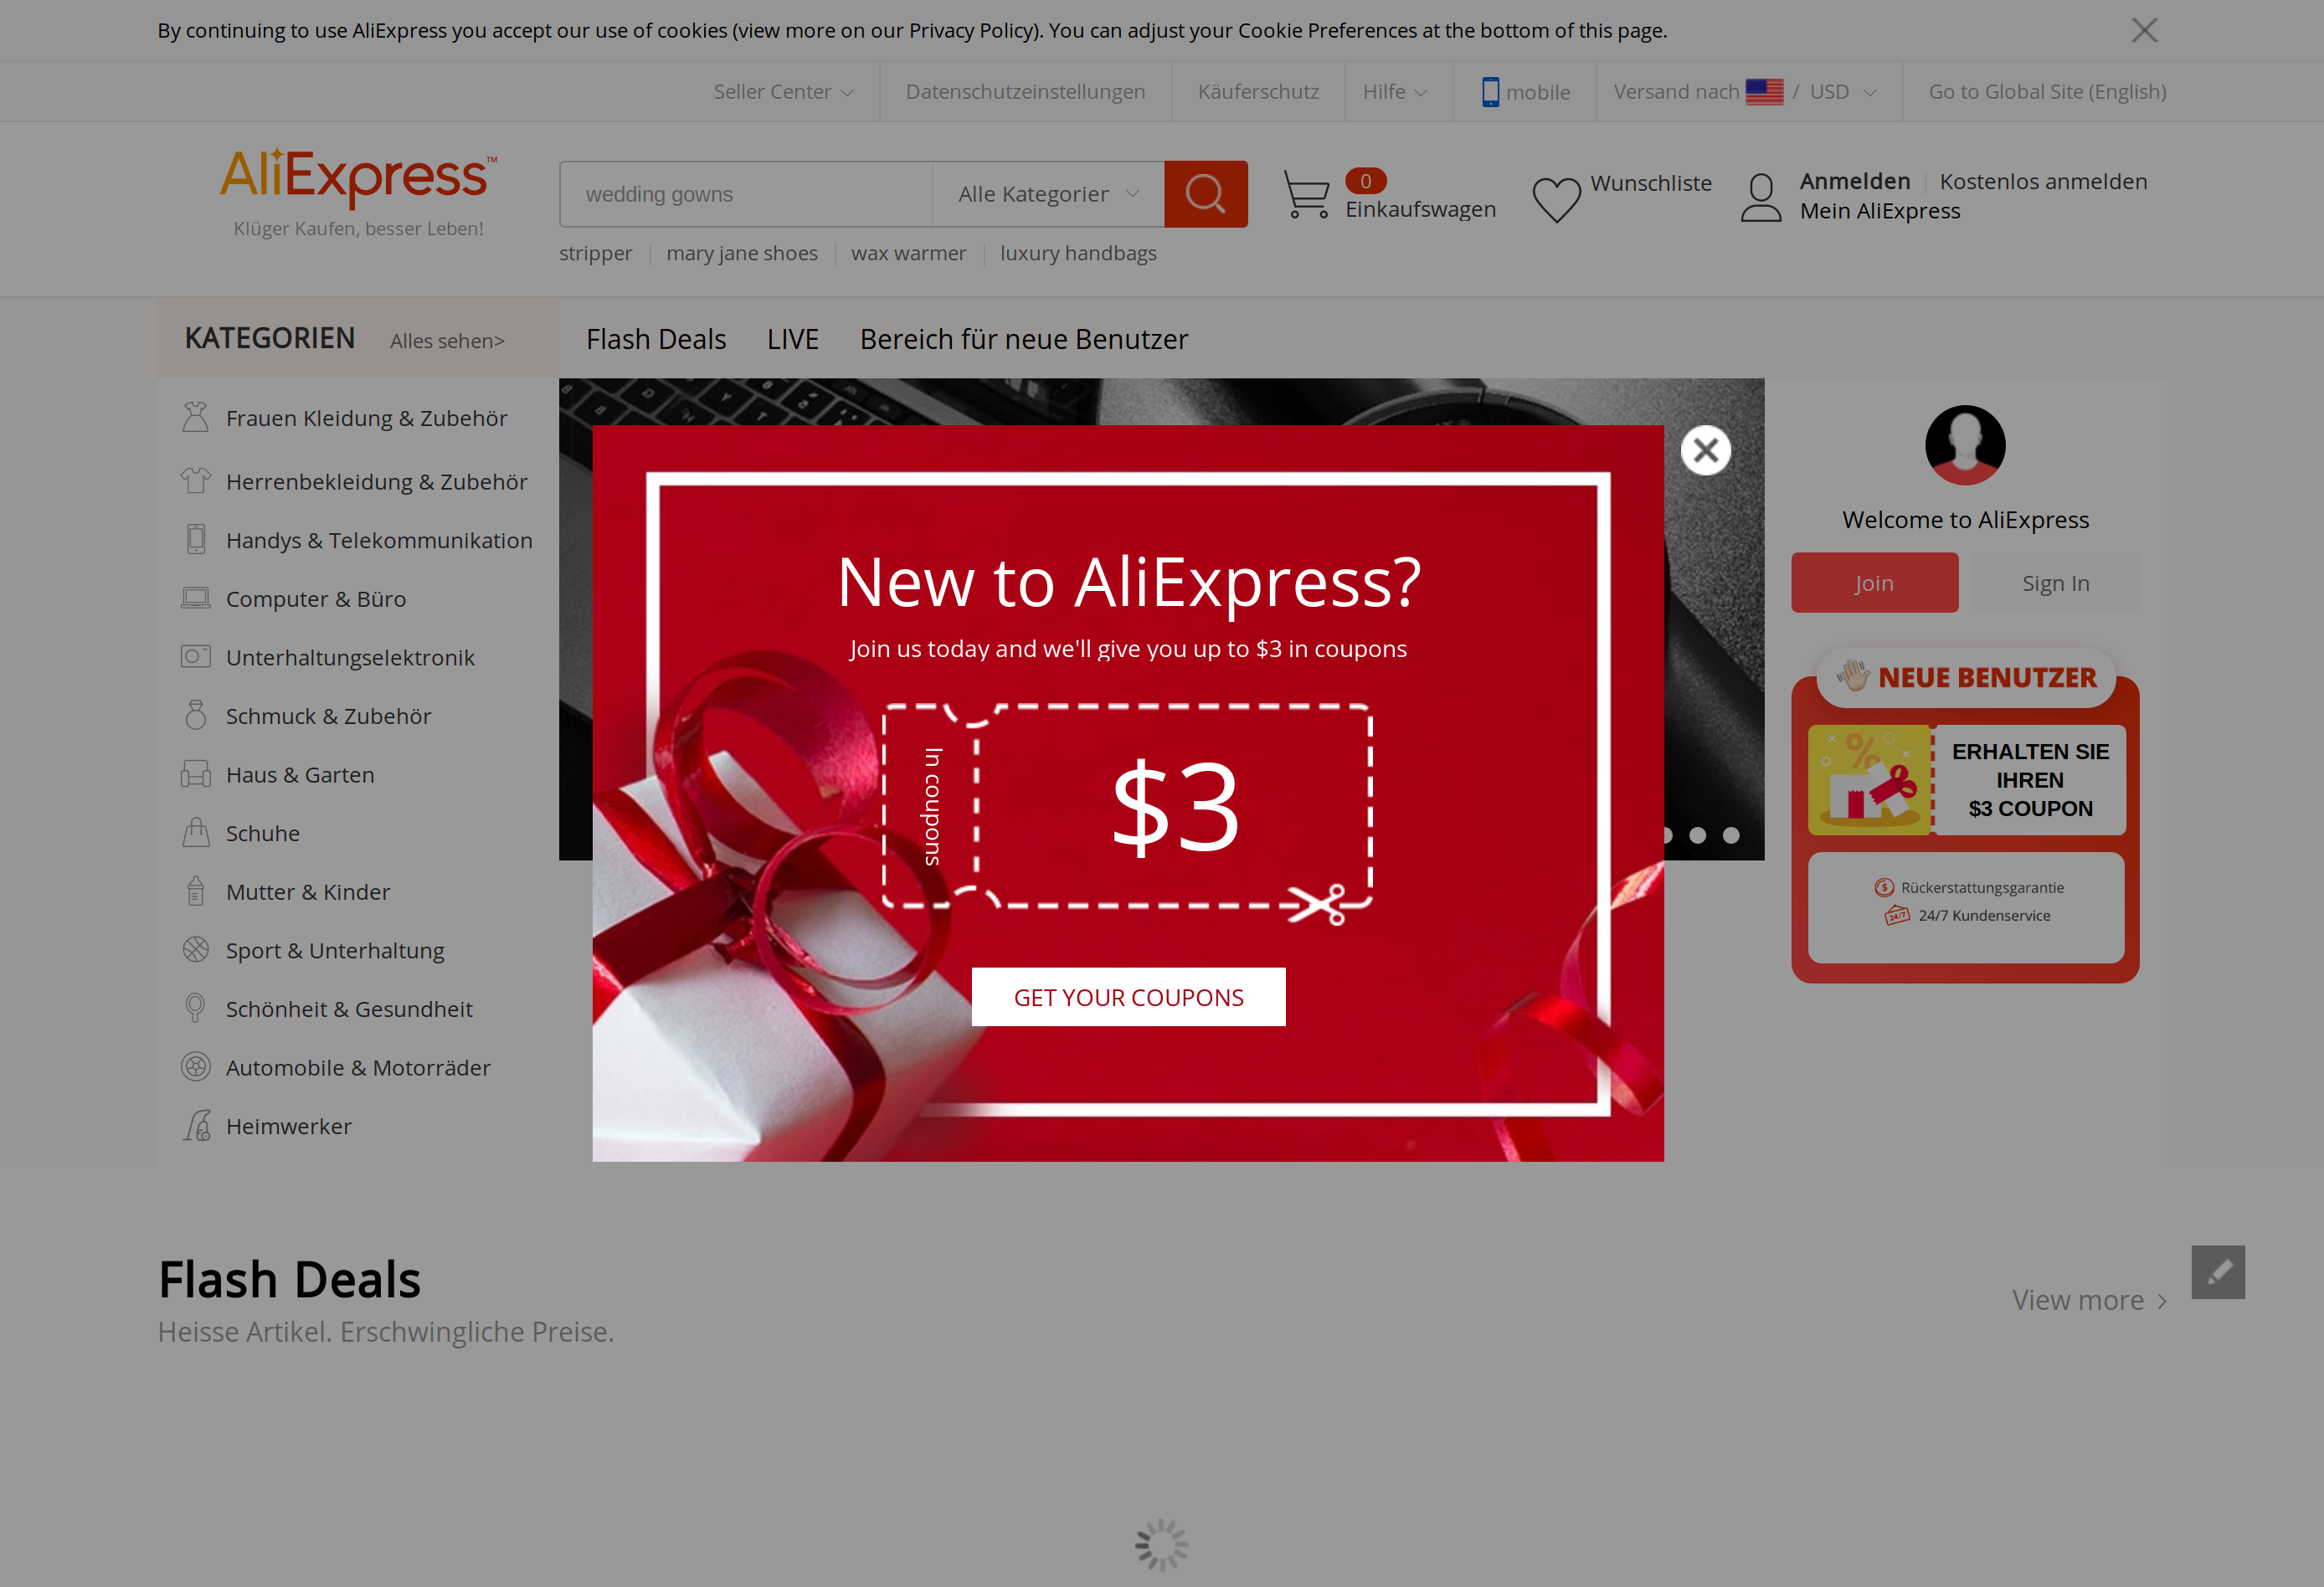 By continuing to use AliExpress you accept our use of cookies (view more on our Privacy Policy). You can adjust your Cookie Preferences at the bottom of this page.
Seller Center Datenschutzeinstellungen Käuferschutz Hilfe mobile Versand nach / USD Go to Global Site (English)
AliExpress™
Klüger Kaufen, besser Leben!
wedding gowns Alle Kategorier
0
Einkaufswagen
Wunschliste
Anmelden Kostenlos anmelden
Mein AliExpress
stripper mary jane shoes wax warmer luxury handbags
KATEGORIEN Alles sehen>
Flash Deals LIVE Bereich für neue Benutzer
Frauen Kleidung & Zubehör
Herrenbekleidung & Zubehör
Handys & Telekommunikation
Computer & Büro
Unterhaltungselektronik
Schmuck & Zubehör
Haus & Garten
Schuhe
Mutter & Kinder
Sport & Unterhaltung
Schönheit & Gesundheit
Automobile & Motorräder
Heimwerker
New to AliExpress?
Join us today and we'll give you up to $3 in coupons
In coupons
$3
GET YOUR COUPONS
Welcome to AliExpress
Join Sign In
NEUE BENUTZER
ERHALTEN SIE
IHREN
$3 COUPON
Rückerstattungsgarantie
24/7 Kundenservice
Flash Deals
Heisse Artikel. Erschwingliche Preise.
View more >